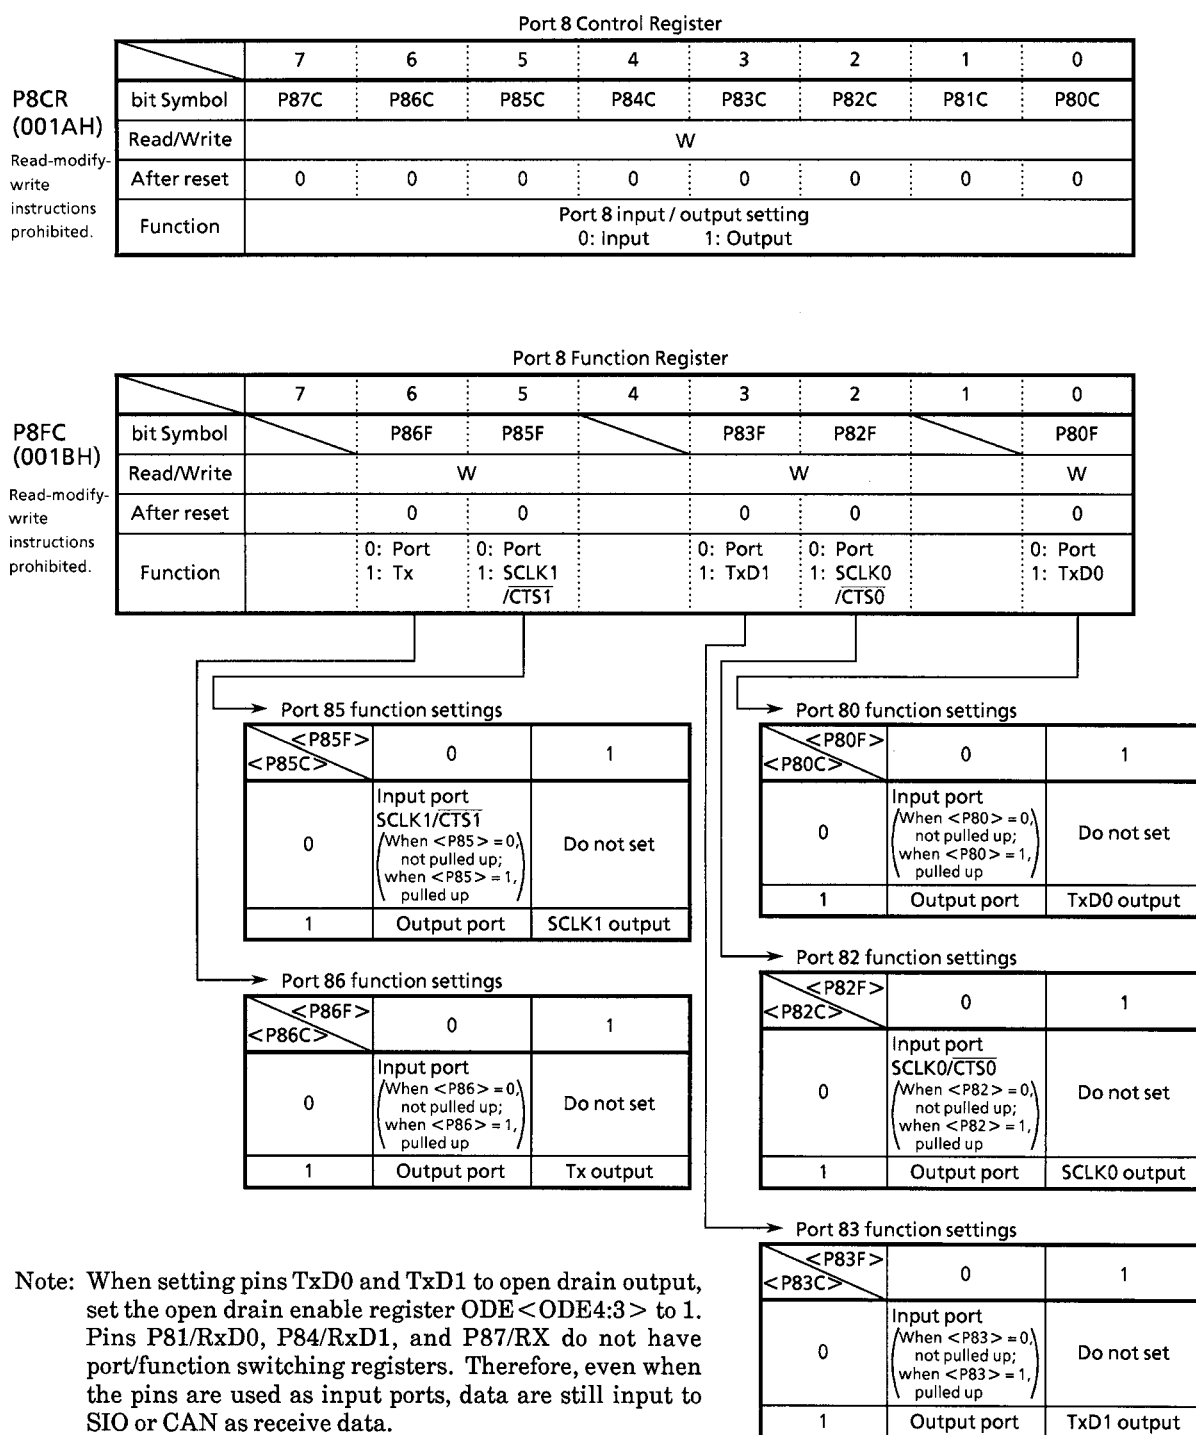 Port 8 Control Register
7 6 5 4 3 2 1 0
P8CR
(001AH)
Read-modify-
write
instructions
prohibited.
bit Symbol P87C P86C P85C P84C P83C P82C P81C P80C
Read/Write W
After reset 0 0 0 0 0 0 0 0
Function Port 8 input / output setting
0: Input 1: Output
Port 8 Function Register
7 6 5 4 3 2 1 0
P8FC
(001BH)
Read-modify-
write
instructions
prohibited.
bit Symbol P86F P85F P83F P82F P80F
Read/Write W W W
After reset 0 0 0 0 0
Function
0: Port 0: Port 0: Port 0: Port 0: Port
1: Tx 1: SCLK1 1: TxD1 1: SCLK0 1: TxD0
/CTS1 /CTS0
Port 85 function settings
<P85F> 0 1
<P85C>
0
Input port
SCLK1/CTS1
(When <P85> = 0,
not pulled up;
when <P85> = 1,
pulled up)
Do not set
1 Output port SCLK1 output
Port 86 function settings
<P86F> 0 1
<P86C>
0
Input port
(When <P86> = 0,
not pulled up;
when <P86> = 1,
pulled up)
Do not set
1 Output port Tx output
Port 80 function settings
<P80F> 0 1
<P80C>
0
Input port
(When <P80> = 0,
not pulled up;
when <P80> = 1,
pulled up)
Do not set
1 Output port TxD0 output
Port 82 function settings
<P82F> 0 1
<P82C>
0
Input port
SCLK0/CTS0
(When <P82> = 0,
not pulled up;
when <P82> = 1,
pulled up)
Do not set
1 Output port SCLK0 output
Port 83 function settings
<P83F> 0 1
<P83C>
0
Input port
(When <P83> = 0,
not pulled up;
when <P83> = 1,
pulled up)
Do not set
1 Output port TxD1 output
Note: When setting pins TxD0 and TxD1 to open drain output,
set the open drain enable register ODE<ODE4:3> to 1.
Pins P81/RxD0, P84/RxD1, and P87/RX do not have
port/function switching registers. Therefore, even when
the pins are used as input ports, data are still input to
SIO or CAN as receive data.